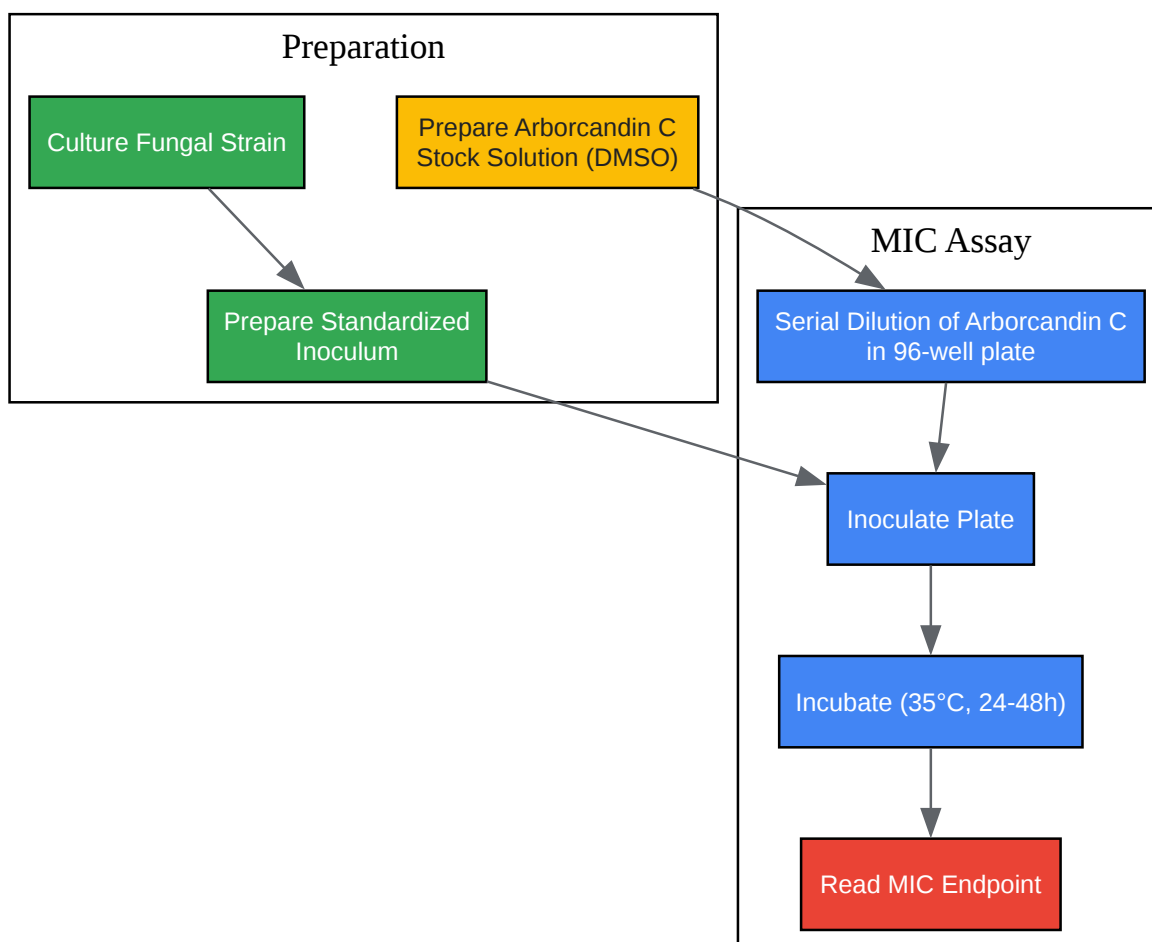 Preparation
Culture Fungal Strain
Prepare Arborcandin C
Stock Solution (DMSO)
Prepare Standardized
Inoculum
MIC Assay
Serial Dilution of Arborcandin C
in 96-well plate
Inoculate Plate
Incubate (35°C, 24-48h)
Read MIC Endpoint